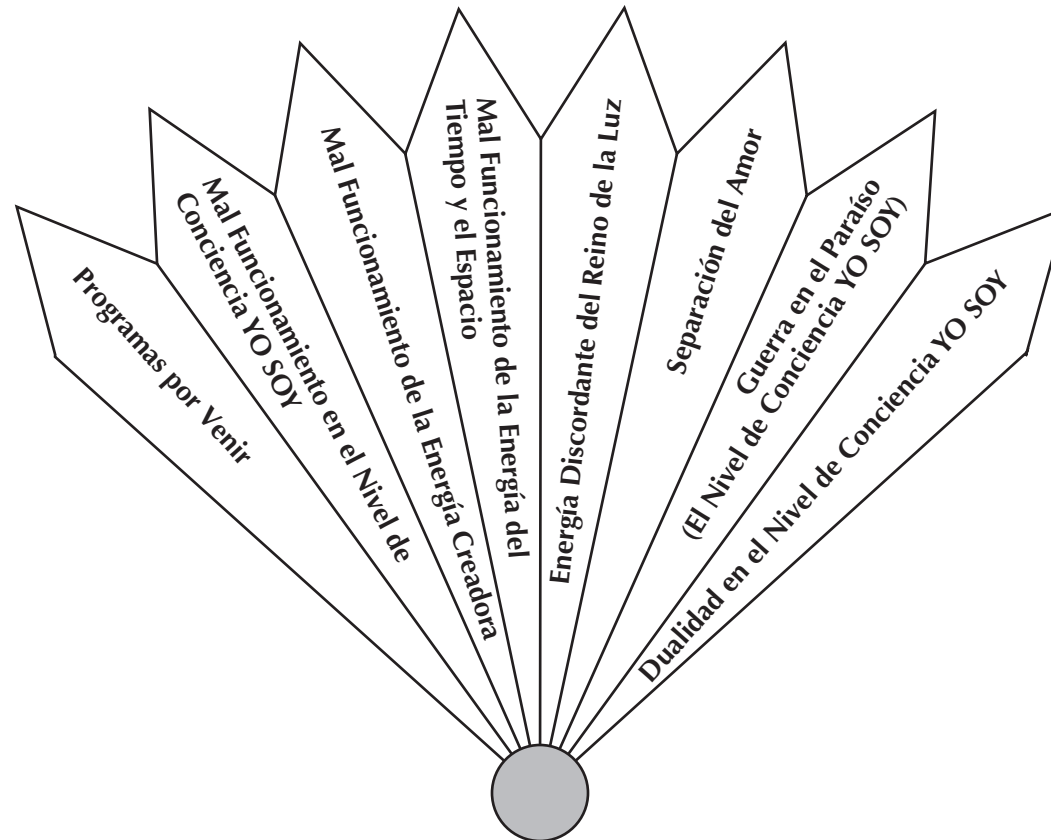 Programas por Venir
Mal Funcionamiento en el Nivel de
Conciencia YO SOY
Mal Funcionamiento de la Energía Creadora
Mal Funcionamiento de la Energía del
Tiempo y el Espacio
Energía Discordante del Reino de la Luz
Separación del Amor
Guerra en el Paraíso
(El Nivel de Conciencia YO SOY)
Dualidad en el Nivel de Conciencia YO SOY